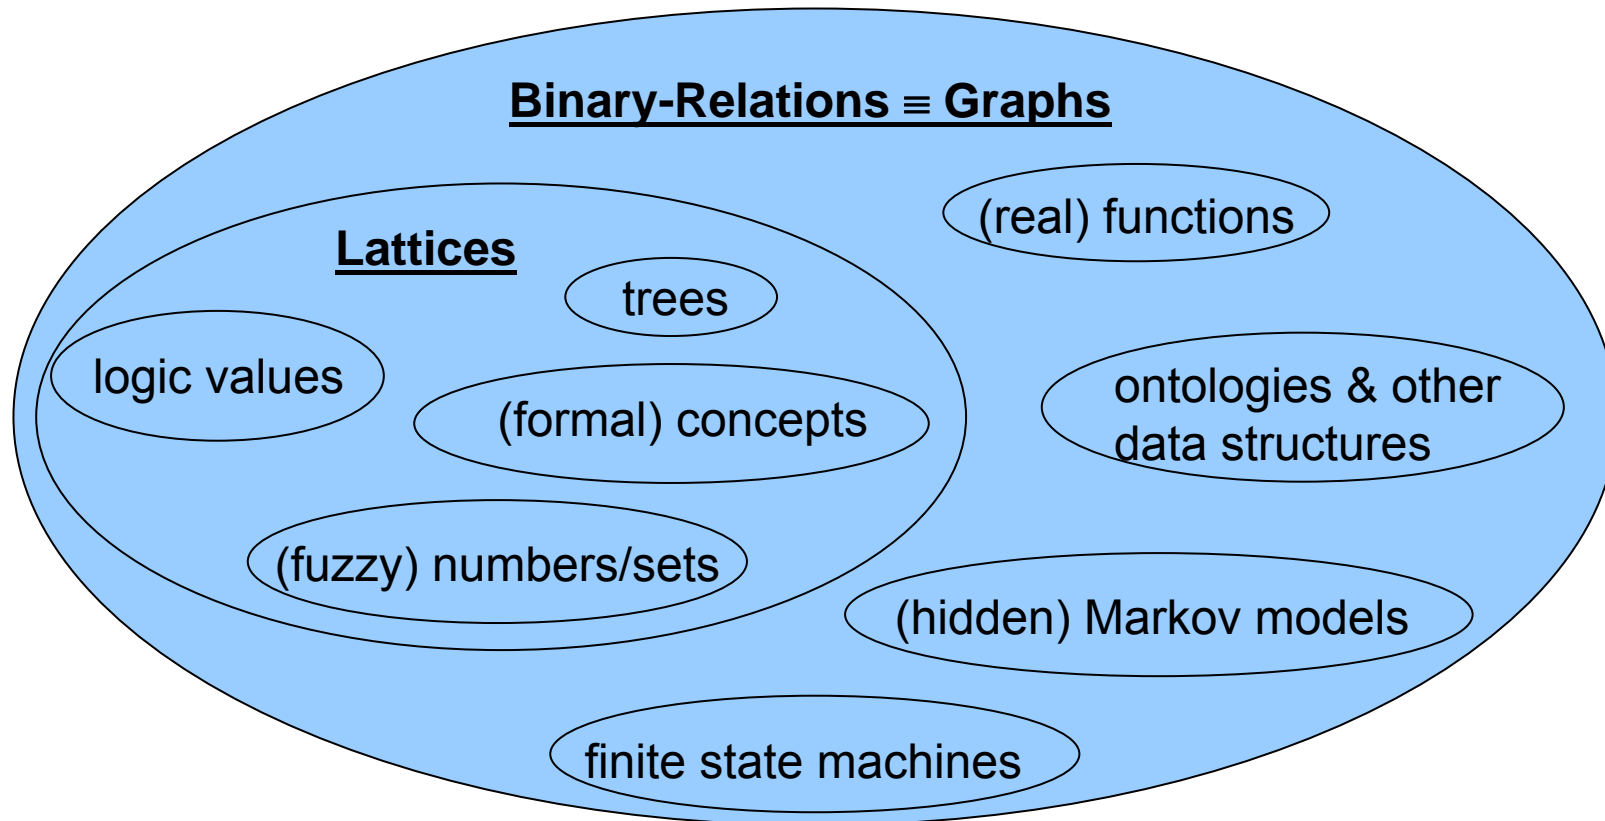 Binary-Relations ≡ Graphs
(real) functions
Lattices
trees
logic values
(formal) concepts
ontologies & other
data structures
(fuzzy) numbers/sets
(hidden) Markov models
finite state machines